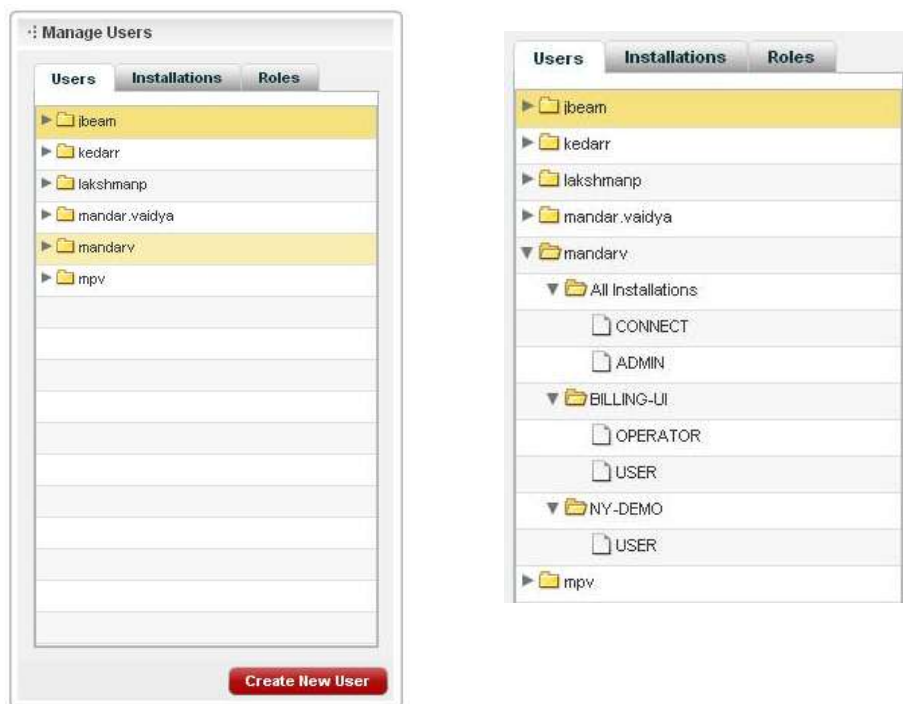 Manage Users
Users Installations Roles
jbeam
kedarr
lakshmanp
mandar.vaidya
mandarv
mpv
Create New User
Users Installations Roles
jbeam
kedarr
lakshmanp
mandar.vaidya
mandarv
All Installations
CONNECT
ADMIN
BILLING-UI
OPERATOR
USER
NY-DEMO
USER
mpv